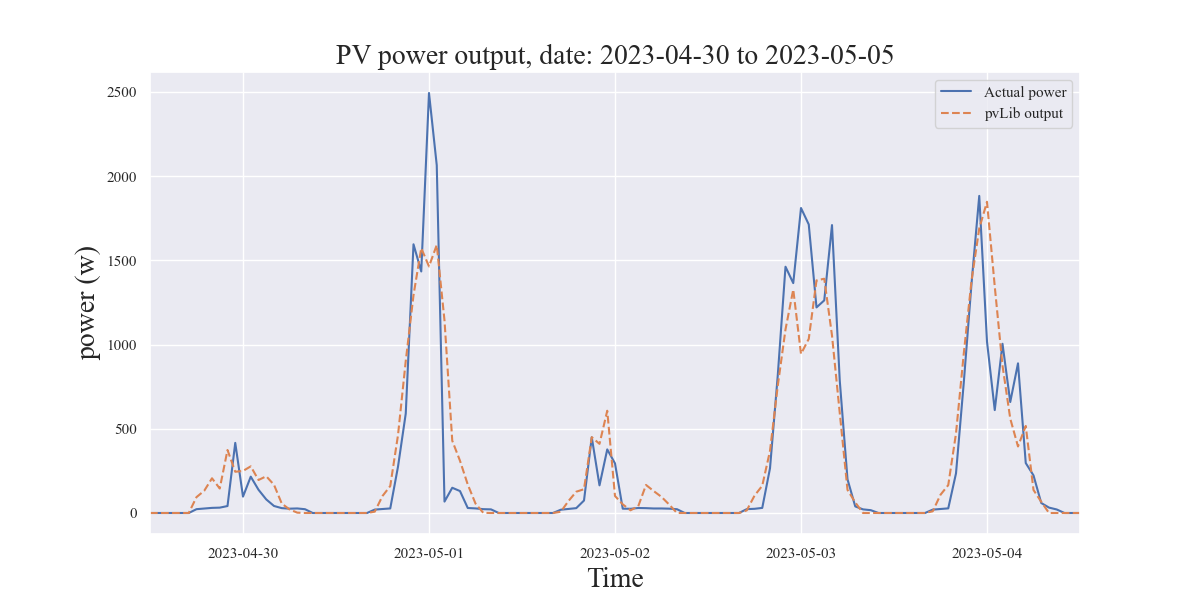 PV power output, date: 2023-04-30 to 2023-05-05
Actual power
pvLib output
power (w)
2500
2000
1500
1000
500
0
2023-04-30 2023-05-01 2023-05-02 2023-05-03 2023-05-04
Time